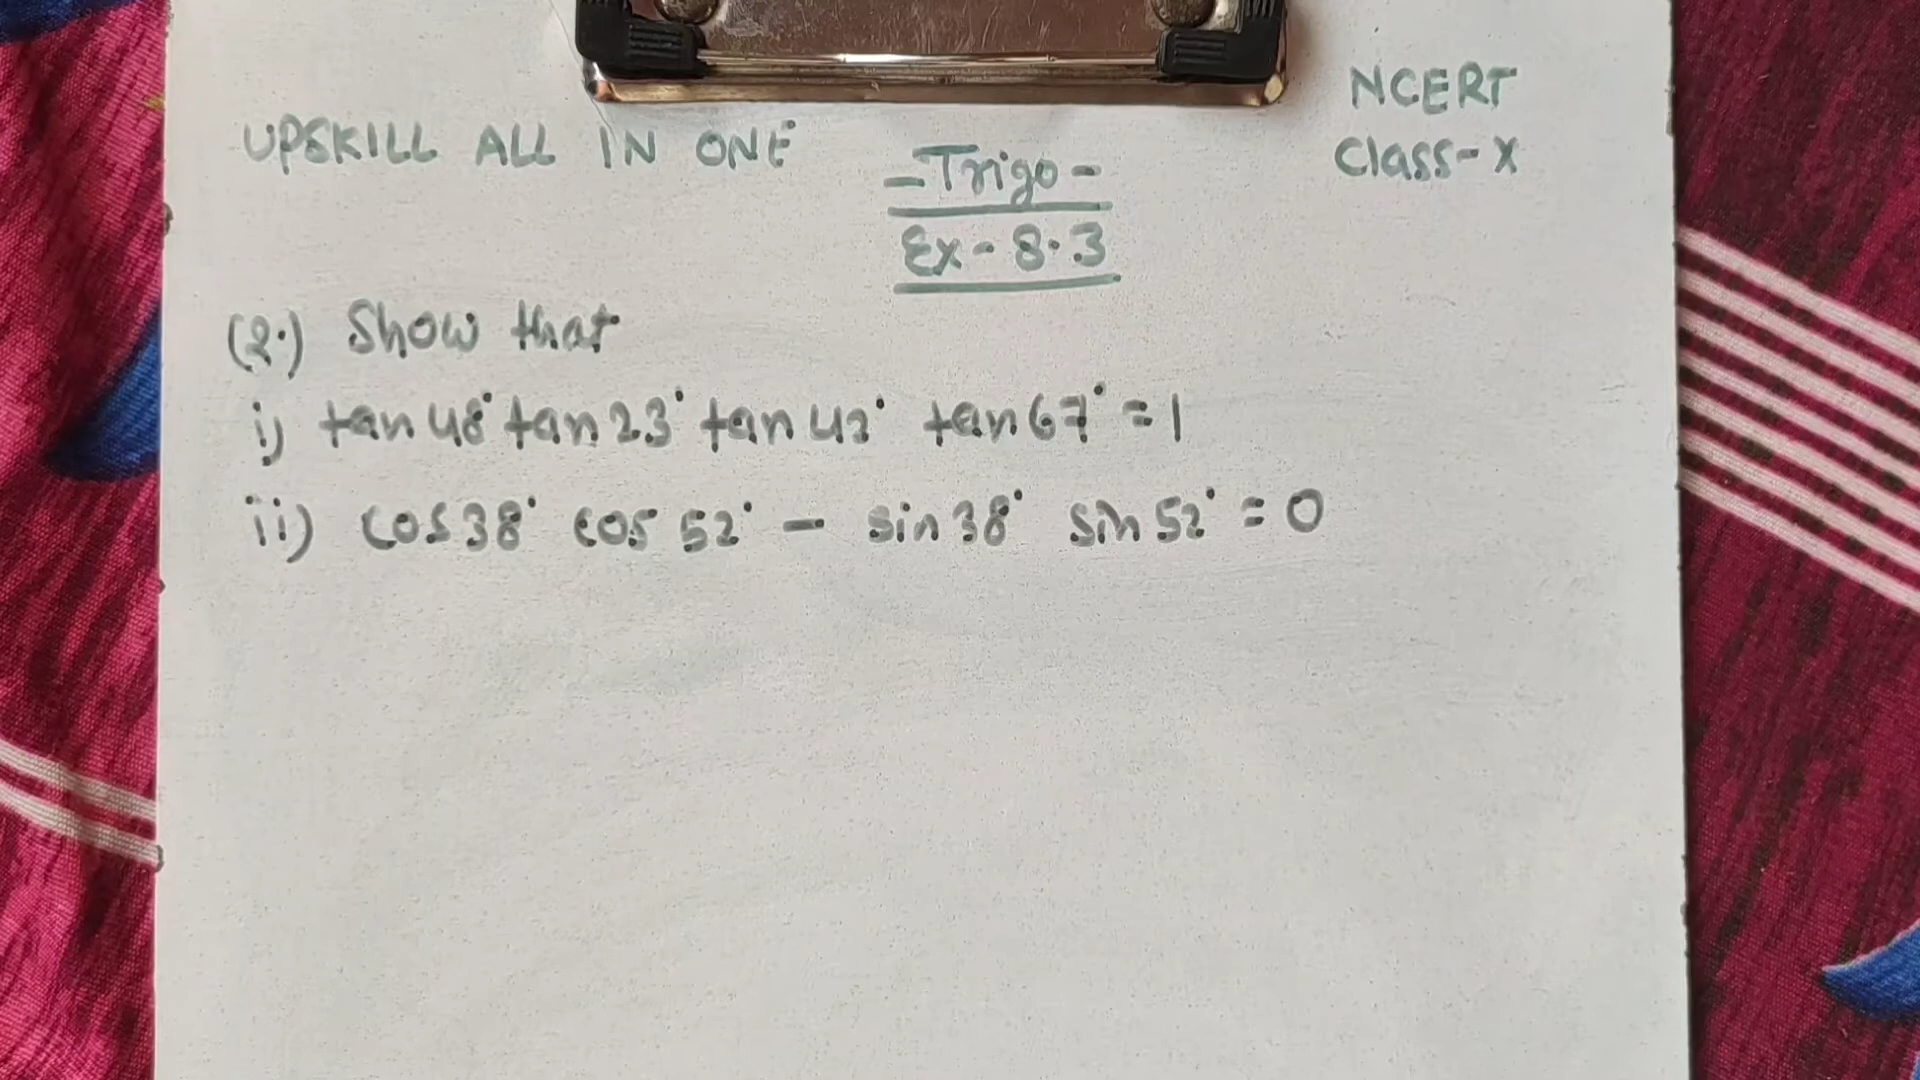 UPSKILL ALL IN ONE
NCERT
Class-X
-Trigo-
Ex-8.3
(2.) Show that
i) tan 48° tan 23° tan 42° tan 67° = 1
ii) cos 38° cos 52° - sin 38° sin 52° = 0